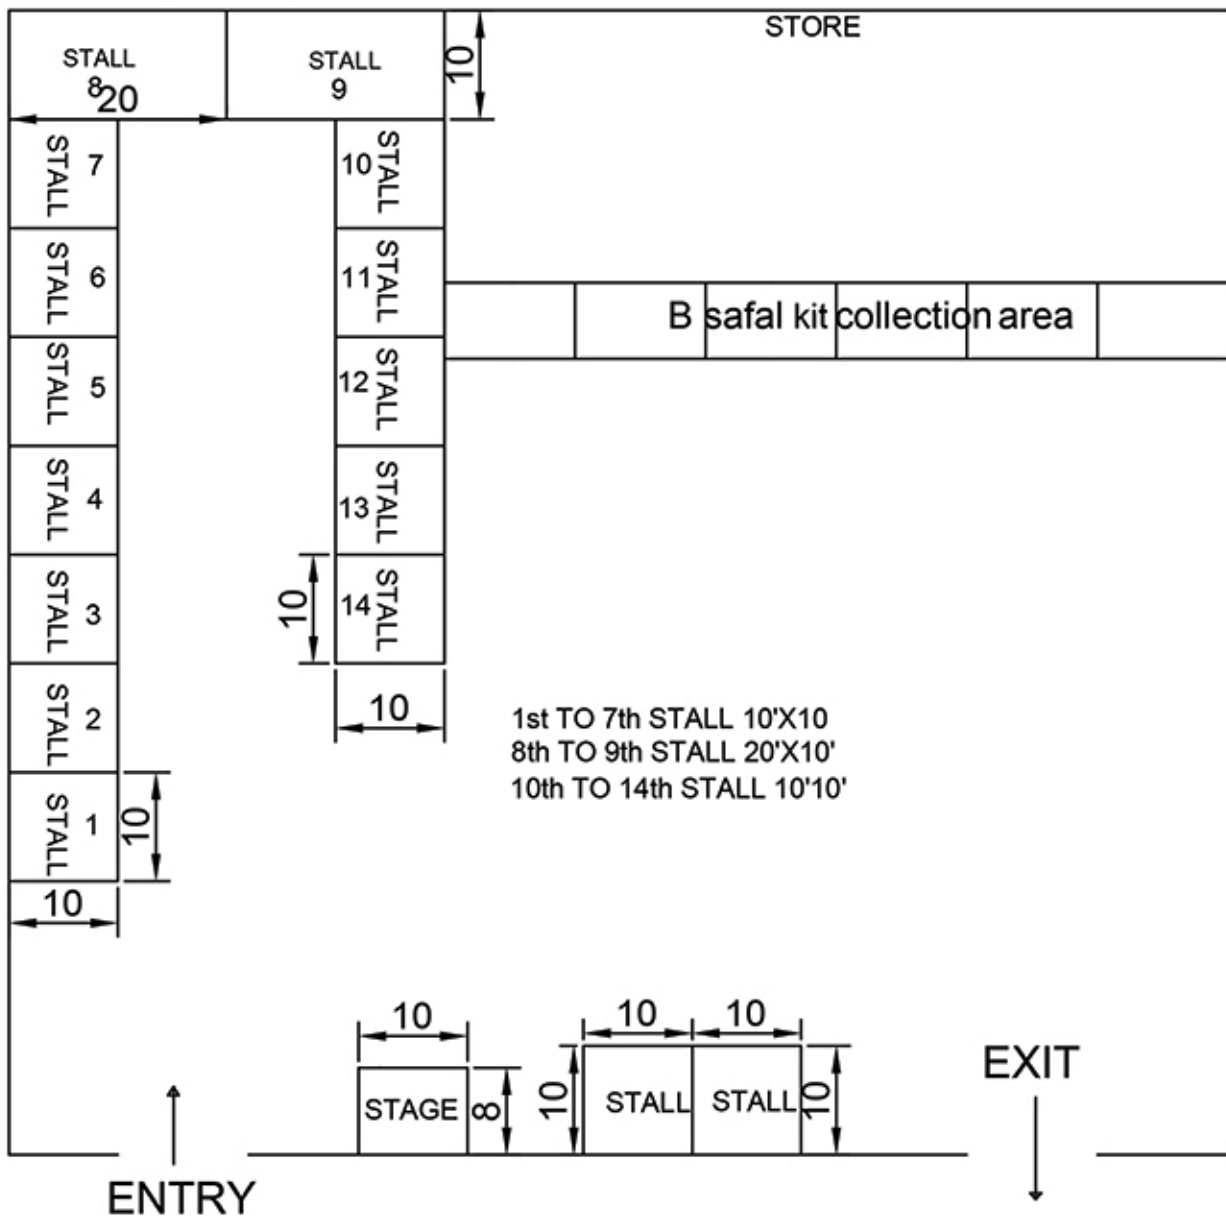 STORE
STALL
8
20
STALL
9
10
STALL 7
10 STALL
STALL 6
11 STALL
B safal kit collection area
STALL 5
12 STALL
STALL 4
13 STALL
STALL 3
10
14 STALL
STALL 2
10
1st TO 7th STALL 10'X10
8th TO 9th STALL 20'X10'
10th TO 14th STALL 10'10'
STALL 1
10
10
10
10
10
STAGE
8
10
STALL
STALL
10
EXIT
ENTRY